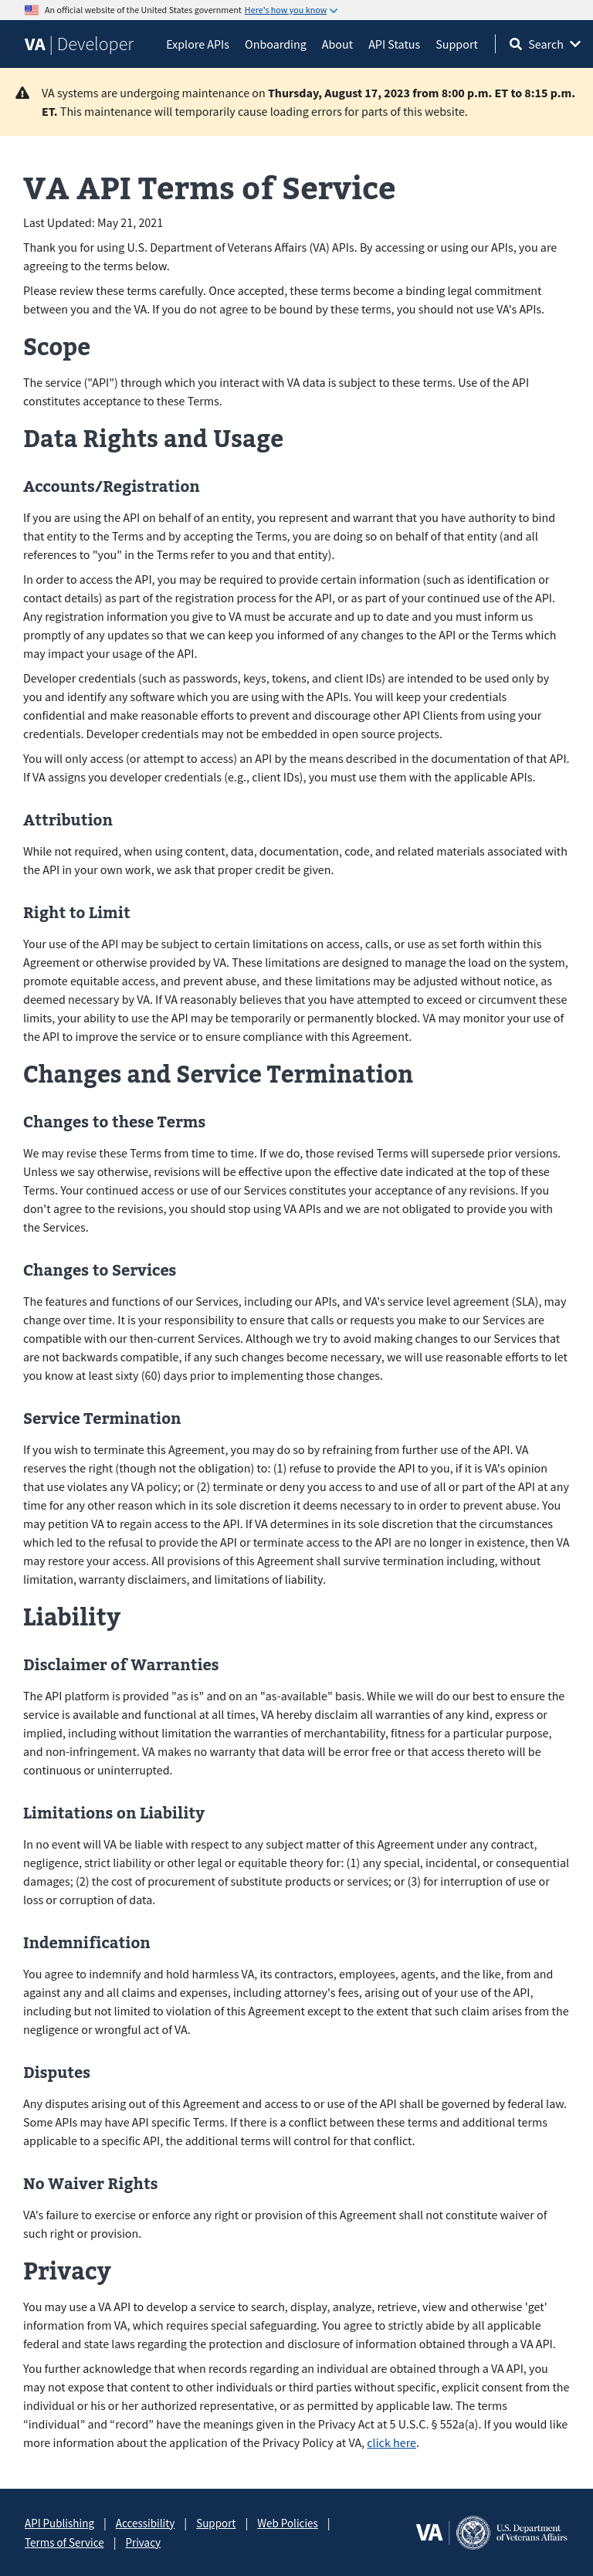 An official website of the United States government Here's how you know
VA | Developer
Explore APIs
Onboarding
About
API Status
Support
Search
VA systems are undergoing maintenance on Thursday, August 17, 2023 from 8:00 p.m. ET to 8:15 p.m.
ET. This maintenance will temporarily cause loading errors for parts of this website.
VA API Terms of Service
Last Updated: May 21, 2021
Thank you for using U.S. Department of Veterans Affairs (VA) APIs. By accessing or using our APIs, you are
agreeing to the terms below.
Please review these terms carefully. Once accepted, these terms become a binding legal commitment
between you and the VA. If you do not agree to be bound by these terms, you should not use VA's APIs.
Scope
The service ("API") through which you interact with VA data is subject to these terms. Use of the API
constitutes acceptance to these Terms.
Data Rights and Usage
Accounts/Registration
If you are using the API on behalf of an entity, you represent and warrant that you have authority to bind
that entity to the Terms and by accepting the Terms, you are doing so on behalf of that entity (and all
references to "you" in the Terms refer to you and that entity).
In order to access the API, you may be required to provide certain information (such as identification or
contact details) as part of the registration process for the API, or as part of your continued use of the API.
Any registration information you give to VA must be accurate and up to date and you must inform us
promptly of any updates so that we can keep you informed of any changes to the API or the Terms which
may impact your usage of the API.
Developer credentials (such as passwords, keys, tokens, and client IDs) are intended to be used only by
you and identify any software which you are using with the APIs. You will keep your credentials
confidential and make reasonable efforts to prevent and discourage other API Clients from using your
credentials. Developer credentials may not be embedded in open source projects.
You will only access (or attempt to access) an API by the means described in the documentation of that API.
If VA assigns you developer credentials (e.g., client IDs), you must use them with the applicable APIs.
Attribution
While not required, when using content, data, documentation, code, and related materials associated with
the API in your own work, we ask that proper credit be given.
Right to Limit
Your use of the API may be subject to certain limitations on access, calls, or use as set forth within this
Agreement or otherwise provided by VA. These limitations are designed to manage the load on the system,
promote equitable access, and prevent abuse, and these limitations may be adjusted without notice, as
deemed necessary by VA. If VA reasonably believes that you have attempted to exceed or circumvent these
limits, your ability to use the API may be temporarily or permanently blocked. VA may monitor your use of
the API to improve the service or to ensure compliance with this Agreement.
Changes and Service Termination
Changes to these Terms
We may revise these Terms from time to time. If we do, those revised Terms will supersede prior versions.
Unless we say otherwise, revisions will be effective upon the effective date indicated at the top of these
Terms. Your continued access or use of our Services constitutes your acceptance of any revisions. If you
don't agree to the revisions, you should stop using VA APIs and we are not obligated to provide you with
the Services.
Changes to Services
The features and functions of our Services, including our APIs, and VA's service level agreement (SLA), may
change over time. It is your responsibility to ensure that calls or requests you make to our Services are
compatible with our then-current Services. Although we try to avoid making changes to our Services that
are not backwards compatible, if any such changes become necessary, we will use reasonable efforts to let
you know at least sixty (60) days prior to implementing those changes.
Service Termination
If you wish to terminate this Agreement, you may do so by refraining from further use of the API. VA
reserves the right (though not the obligation) to: (1) refuse to provide the API to you, if it is VA's opinion
that use violates any VA policy; or (2) terminate or deny you access to and use of all or part of the API at any
time for any other reason which in its sole discretion it deems necessary to in order to prevent abuse. You
may petition VA to regain access to the API. If VA determines in its sole discretion that the circumstances
which led to the refusal to provide the API or terminate access to the API are no longer in existence, then VA
may restore your access. All provisions of this Agreement shall survive termination including, without
limitation, warranty disclaimers, and limitations of liability.
Liability
Disclaimer of Warranties
The API platform is provided "as is" and on an "as-available" basis. While we will do our best to ensure the
service is available and functional at all times, VA hereby disclaim all warranties of any kind, express or
implied, including without limitation the warranties of merchantability, fitness for a particular purpose,
and non-infringement. VA makes no warranty that data will be error free or that access thereto will be
continuous or uninterrupted.
Limitations on Liability
In no event will VA be liable with respect to any subject matter of this Agreement under any contract,
negligence, strict liability or other legal or equitable theory for: (1) any special, incidental, or consequential
damages; (2) the cost of procurement of substitute products or services; or (3) for interruption of use or
loss or corruption of data.
Indemnification
You agree to indemnify and hold harmless VA, its contractors, employees, agents, and the like, from and
against any and all claims and expenses, including attorney's fees, arising out of your use of the API,
including but not limited to violation of this Agreement except to the extent that such claim arises from the
negligence or wrongful act of VA.
Disputes
Any disputes arising out of this Agreement and access to or use of the API shall be governed by federal law.
Some APIs may have API specific Terms. If there is a conflict between these terms and additional terms
applicable to a specific API, the additional terms will control for that conflict.
No Waiver Rights
VA's failure to exercise or enforce any right or provision of this Agreement shall not constitute waiver of
such right or provision.
Privacy
You may use a VA API to develop a service to search, display, analyze, retrieve, view and otherwise 'get'
information from VA, which requires special safeguarding. You agree to strictly abide by all applicable
federal and state laws regarding the protection and disclosure of information obtained through a VA API.
You further acknowledge that when records regarding an individual are obtained through a VA API, you
may not expose that content to other individuals or third parties without specific, explicit consent from the
individual or his or her authorized representative, or as permitted by applicable law. The terms
“individual” and “record” have the meanings given in the Privacy Act at 5 U.S.C. § 552a(a). If you would like
more information about the application of the Privacy Policy at VA, click here.
API Publishing | Accessibility | Support | Web Policies |
Terms of Service | Privacy
VA
U.S. Department
of Veterans Affairs